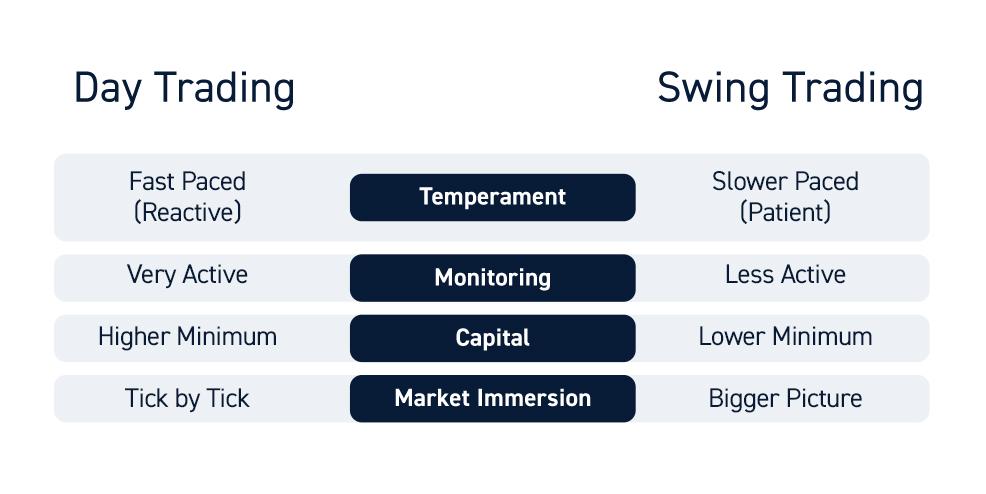 Day Trading
Swing Trading
Fast Paced
(Reactive)
Temperament
Slower Paced
(Patient)
Very Active
Monitoring
Less Active
Higher Minimum
Capital
Lower Minimum
Tick by Tick
Market Immersion
Bigger Picture